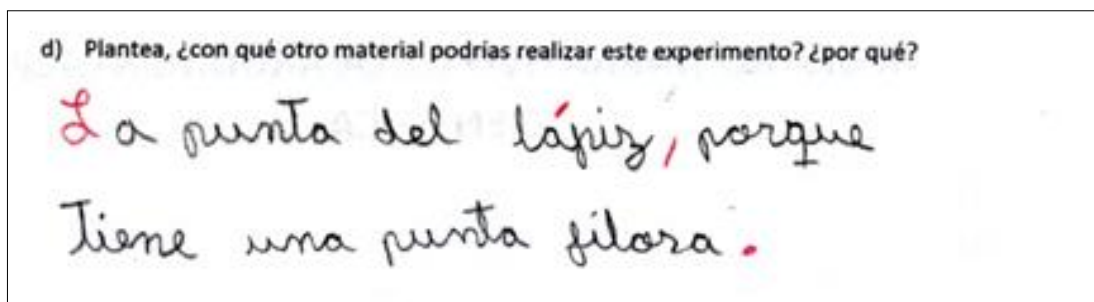 d) Plantea, ¿con qué otro material podrías realizar este experimento? ¿por qué?
La punta del lápiz, porque
Tiene una punta filosa.